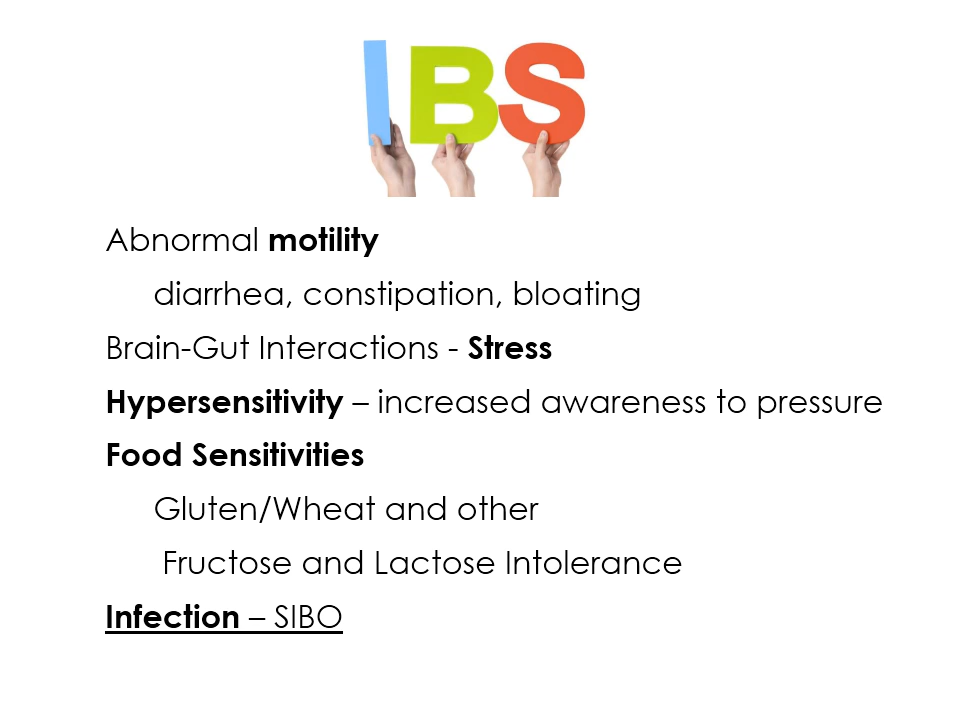 IBS
Abnormal motility
diarrhea, constipation, bloating
Brain-Gut Interactions - Stress
Hypersensitivity – increased awareness to pressure
Food Sensitivities
Gluten/Wheat and other
Fructose and Lactose Intolerance
Infection – SIBO